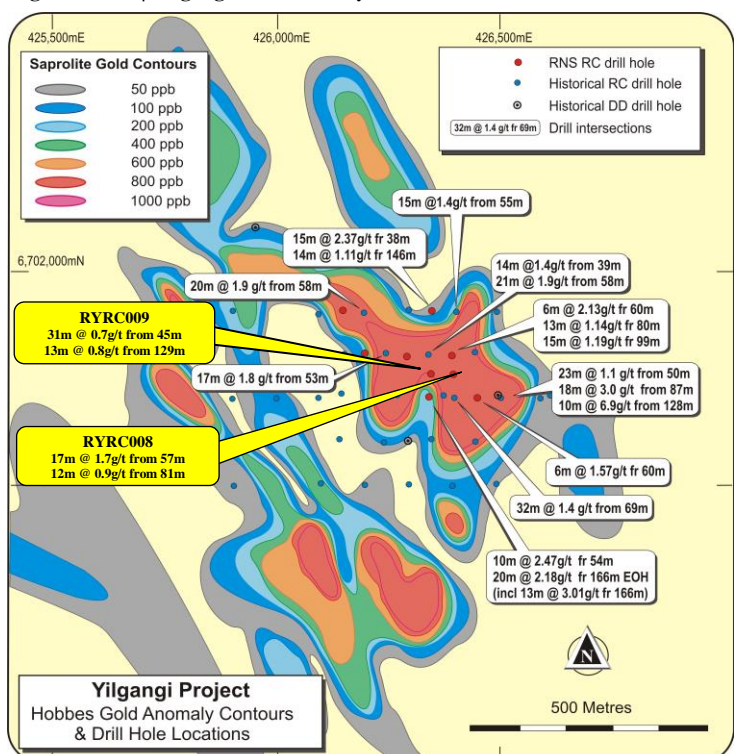 425,500mE
426,000mE
426,500mE
Saprolite Gold Contours
50 ppb
100 ppb
200 ppb
400 ppb
600 ppb
800 ppb
1000 ppb
RNS RC drill hole
Historical RC drill hole
Historical DD drill hole
32m @ 1.4 g/t fr 69m Drill intersections
15m @1.4g/t from 55m
15m @ 2.37g/t fr 38m
14m @ 1.11g/t fr 146m
6,702,000mN
14m @1.4g/t from 39m
21m @ 1.9g/t from 58m
20m @ 1.9 g/t from 58m
RYRC009
31m @ 0.7g/t from 45m
13m @ 0.8g/t from 129m
6m @ 2.13g/t fr 60m
13m @ 1.14g/t fr 80m
15m @ 1.19g/t fr 99m
17m @ 1.8 g/t from 53m
23m @ 1.1 g/t from 50m
18m @ 3.0 g/t from 87m
10m @ 6.9g/t from 128m
RYRC008
17m @ 1.7g/t from 57m
12m @ 0.9g/t from 81m
6m @ 1.57g/t fr 60m
32m @ 1.4 g/t from 69m
10m @ 2.47g/t fr 54m
20m @ 2.18g/t fr 166m EOH
(incl 13m @ 3.01g/t fr 166m)
N
Yilgangi Project
Hobbes Gold Anomaly Contours
& Drill Hole Locations
500 Metres